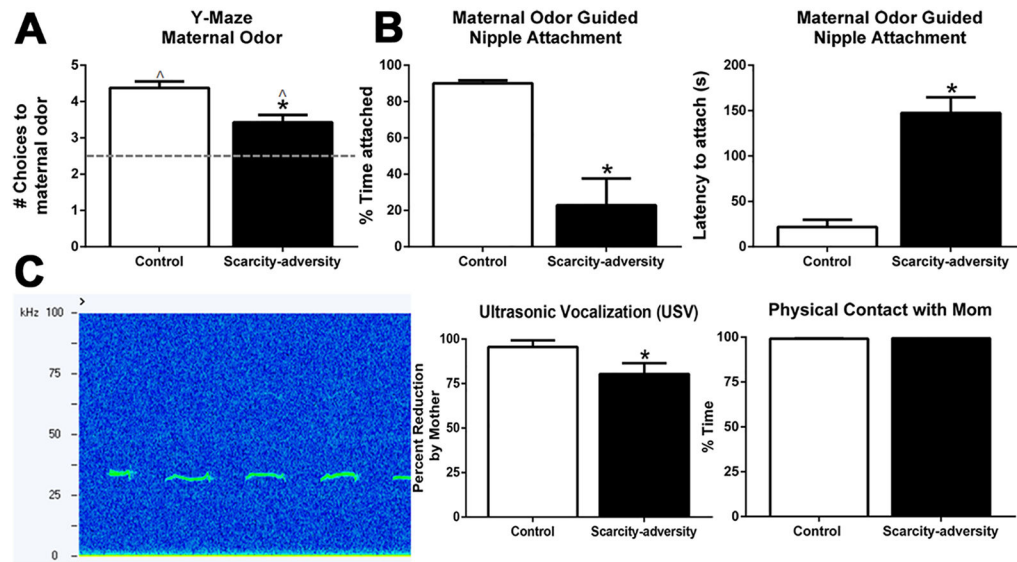 A
Y-Maze
Maternal Odor
# Choices to
maternal odor
5
4
3
2
1
0
^
^
*
Control
Scarcity-adversity
B
Maternal Odor Guided
Nipple Attachment
% Time attached
100
80
60
40
20
0
*
Control
Scarcity-adversity
Maternal Odor Guided
Nipple Attachment
Latency to attach (s)
200
150
100
50
0
*
Control
Scarcity-adversity
C
>
kHz 100
75
50
25
0
Ultrasonic Vocalization (USV)
Percent Reduction
by Mother
100
75
50
25
0
*
Control
Scarcity-adversity
Physical Contact with Mom
% Time
100
75
50
25
0
Control
Scarcity-adversity